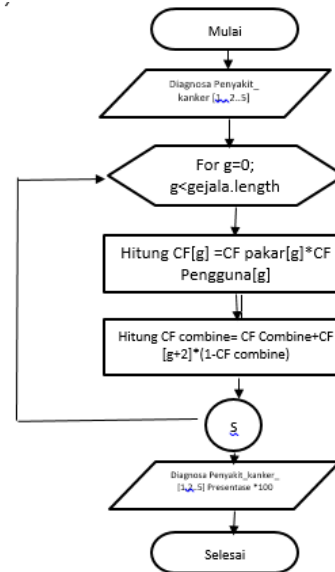 Mulai
Diagnosa Penyakit_
kanker [1,..2..5]
For g=0;
g<gejala.length
Hitung CF[g] =CF pakar[g]*CF
Pengguna[g]
Hitung CF combine= CF Combine+CF
[g+2]*(1-CF combine)
S
Diagnosa Penyakit_kanker_
[1,2..5] Presentase *100
Selesai